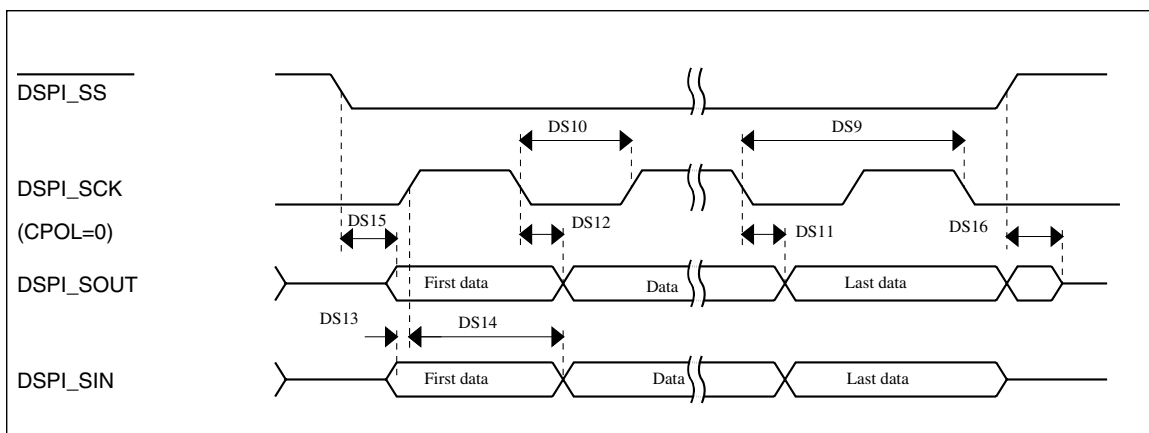 DSPI_SS
DS10
DS9
DSPI_SCK
(CPOL=0)
DS15
DS12
DS11
DS16
DSPI_SOUT
First data
Data
Last data
DS13
DS14
DSPI_SIN
First data
Data
Last data